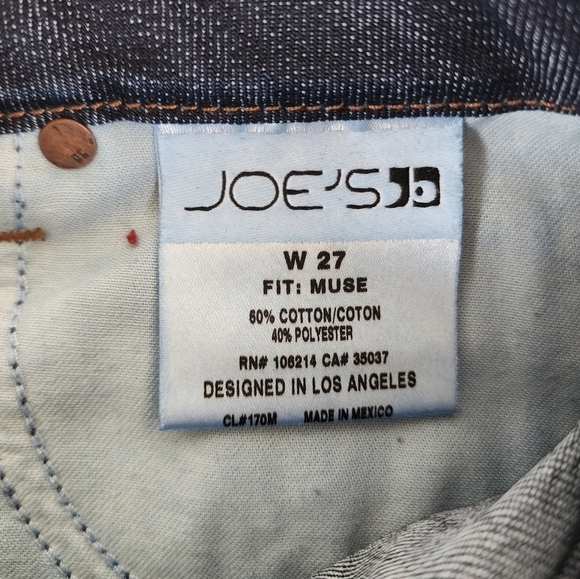 JOE'S
W 27
FIT: MUSE
60% COTTON/COTON
40% POLYESTER
RN# 106214 CA# 35037
DESIGNED IN LOS ANGELES
CL#170M MADE IN MEXICO